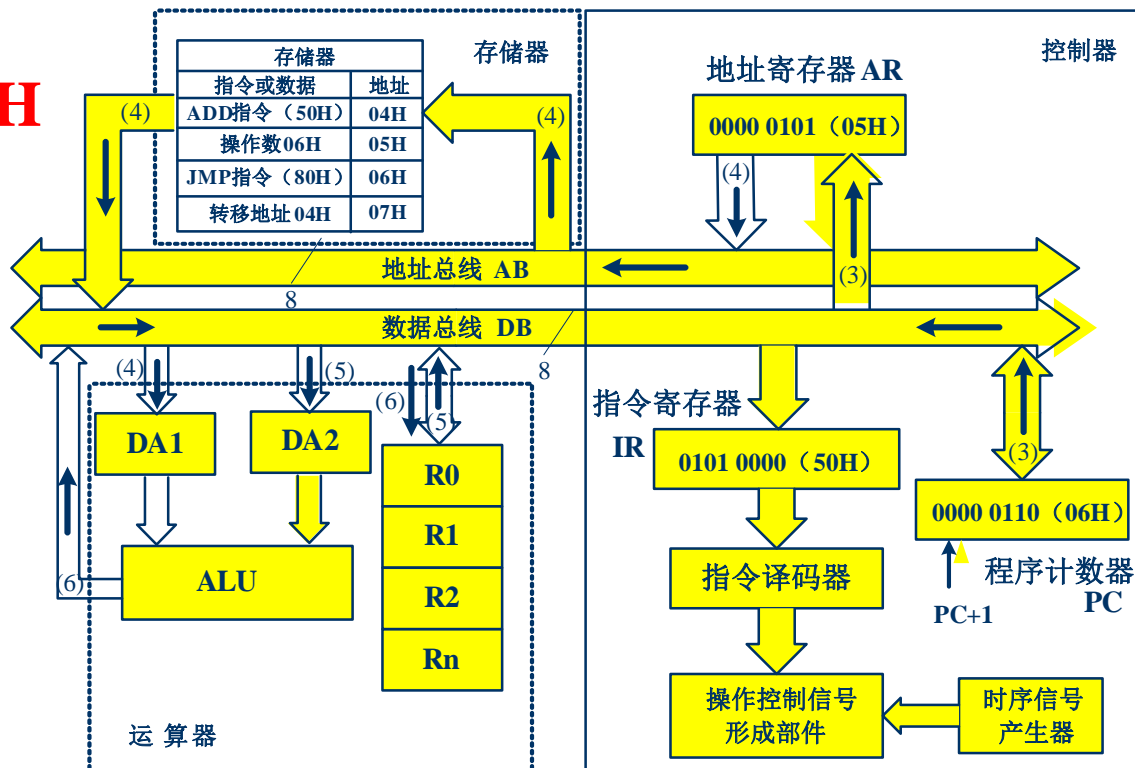 H
存储器
指令或数据 地址
ADD指令（50H） 04H
操作数06H 05H
JMP指令（80H） 06H
转移地址04H 07H
存储器
控制器
地址寄存器 AR
0000 0101（05H）
(4)
(4)
(4)
(3)
地址总线 AB
8
数据总线 DB
8
(4)
(5)
(6)
(5)
(3)
DA1
DA2
ALU
(6)
R0
R1
R2
Rn
运 算器
指令寄存器
IR
0101 0000（50H）
指令译码器
操作控制信号
形成部件
时序信号
产生器
0000 0110（06H）
程序计数器
PC
PC+1